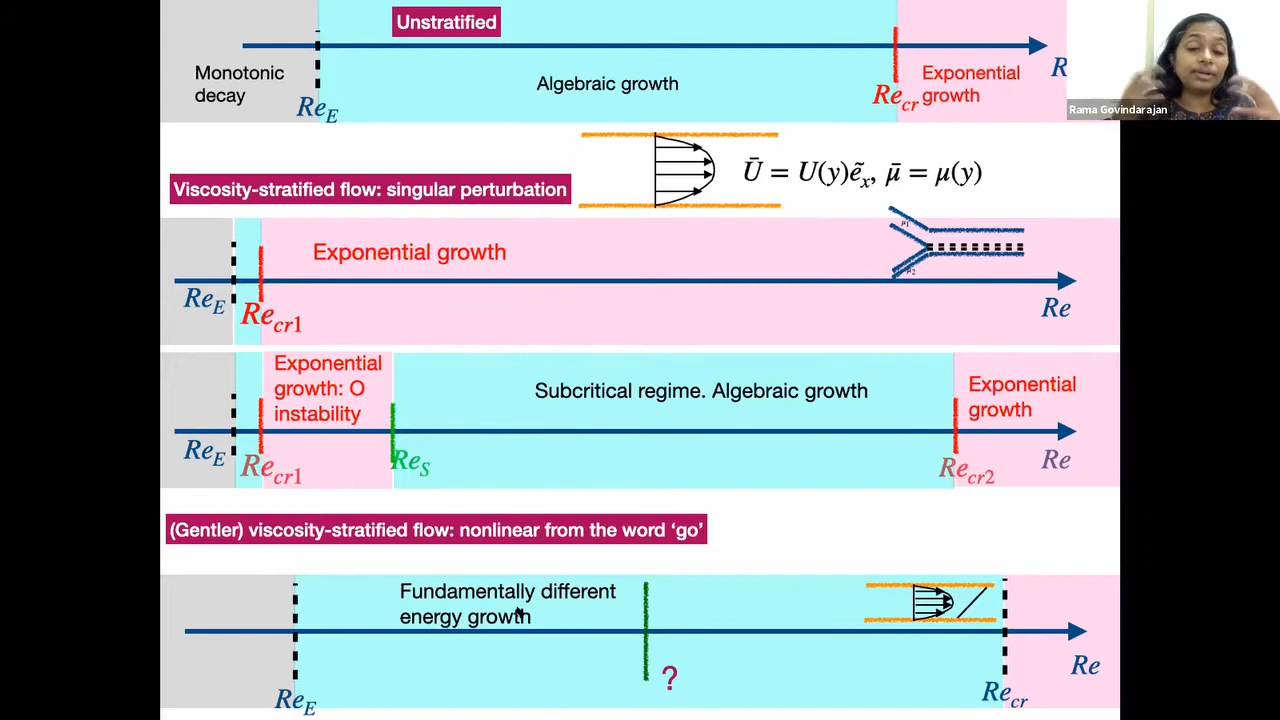 Unstratified
Monotonic
decay
Algebraic growth
Exponential
growth
Re_E
Re_cr
R
Rama Govindarajan
Viscosity-stratified flow: singular perturbation
Ū = U(y)ẽ_x, μ̄ = μ(y)
Exponential growth
μ_1
μ_2
Re_E
Re_cr1
Re
Exponential
growth: O
instability
Subcritical regime. Algebraic growth
Exponential
growth
Re_E
Re_cr1
Re_S
Re_cr2
Re
(Gentler) viscosity-stratified flow: nonlinear from the word ‘go’
Fundamentally different
energy growth
?
Re_E
Re_cr
Re